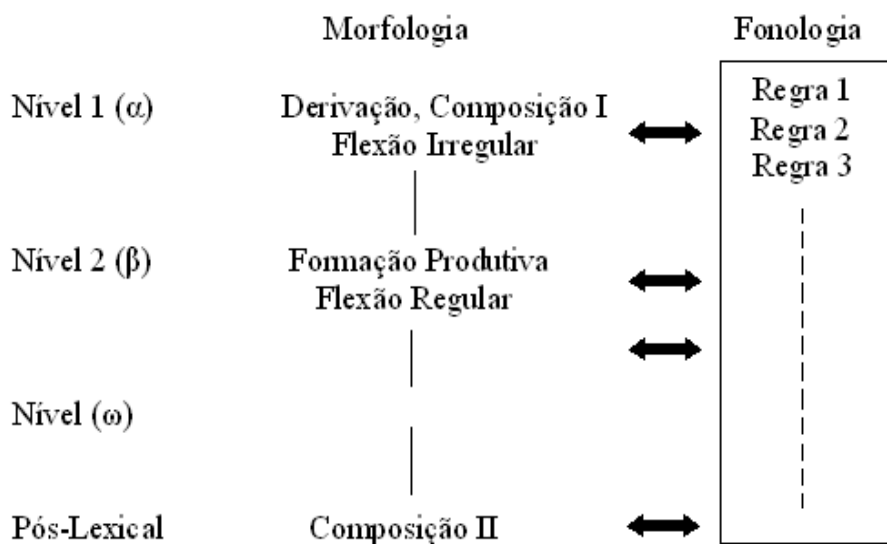 Morfologia Fonologia
Nível 1 (α) Derivação, Composição I Regra 1
Flexão Irregular Regra 2
Regra 3
Nível 2 (β) Formação Produtiva
Flexão Regular
Nível (ω)
Pós-Lexical Composição II